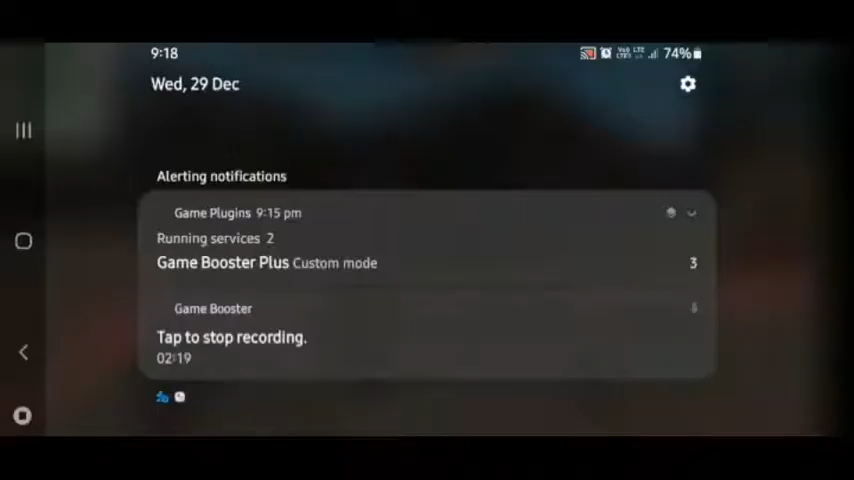 9:18
74%
Wed, 29 Dec
Alerting notifications
Game Plugins 9:15 pm
Running services 2
Game Booster Plus Custom mode 3
Game Booster
Tap to stop recording.
02:19